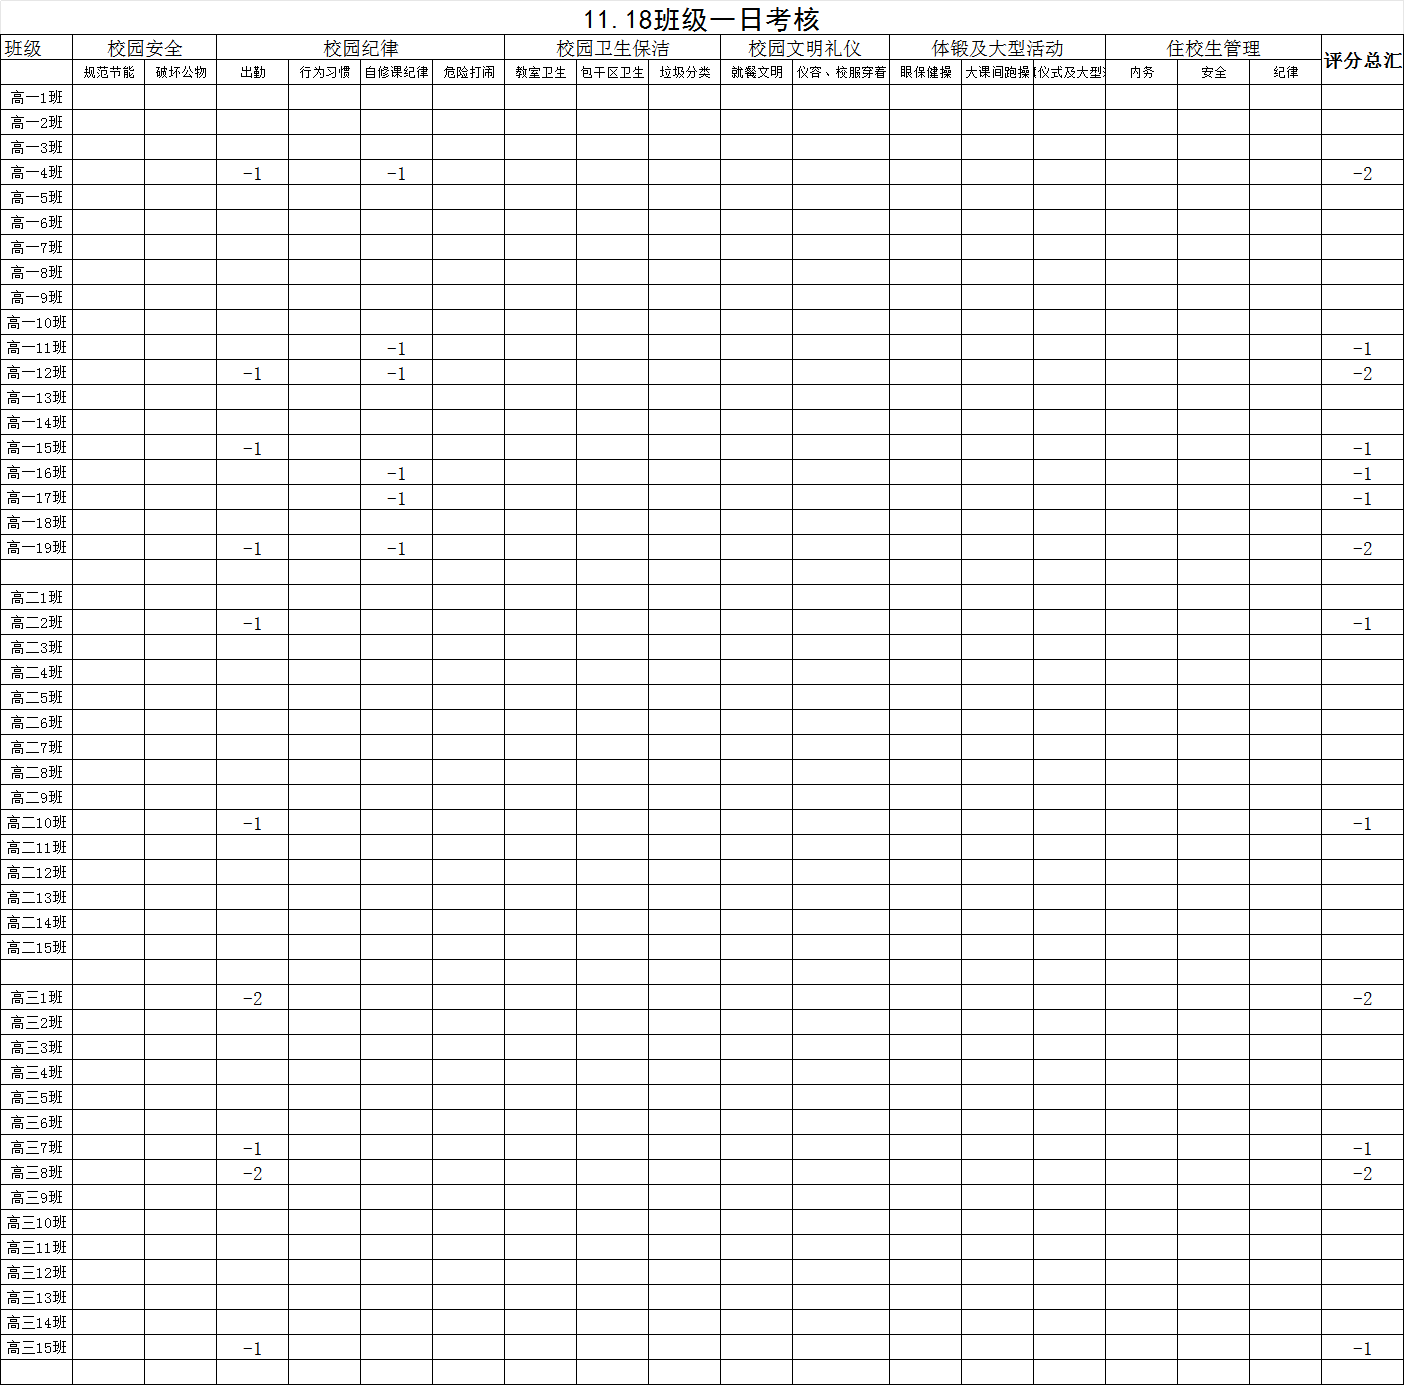 11.18班级一日考核
班级 校园安全 校园纪律 校园卫生保洁 校园文明礼仪 体锻及大型活动 住校生管理 评分总汇
规范节能 破坏公物 出勤 行为习惯 自修课纪律 危险打闹 教室卫生 包干区卫生 垃圾分类 就餐文明 仪容、校服穿着 眼保健操 大课间跑操 仪式及大型 内务 安全 纪律
高一1班
高一2班
高一3班
高一4班 -1 -1 -2
高一5班
高一6班
高一7班
高一8班
高一9班
高一10班
高一11班 -1 -1
高一12班 -1 -1 -2
高一13班
高一14班
高一15班 -1 -1
高一16班 -1 -1
高一17班 -1 -1
高一18班
高一19班 -1 -1 -2
高二1班
高二2班 -1 -1
高二3班
高二4班
高二5班
高二6班
高二7班
高二8班
高二9班
高二10班 -1 -1
高二11班
高二12班
高二13班
高二14班
高二15班
高三1班 -2 -2
高三2班
高三3班
高三4班
高三5班
高三6班
高三7班 -1 -1
高三8班 -2 -2
高三9班
高三10班
高三11班
高三12班
高三13班
高三14班
高三15班 -1 -1